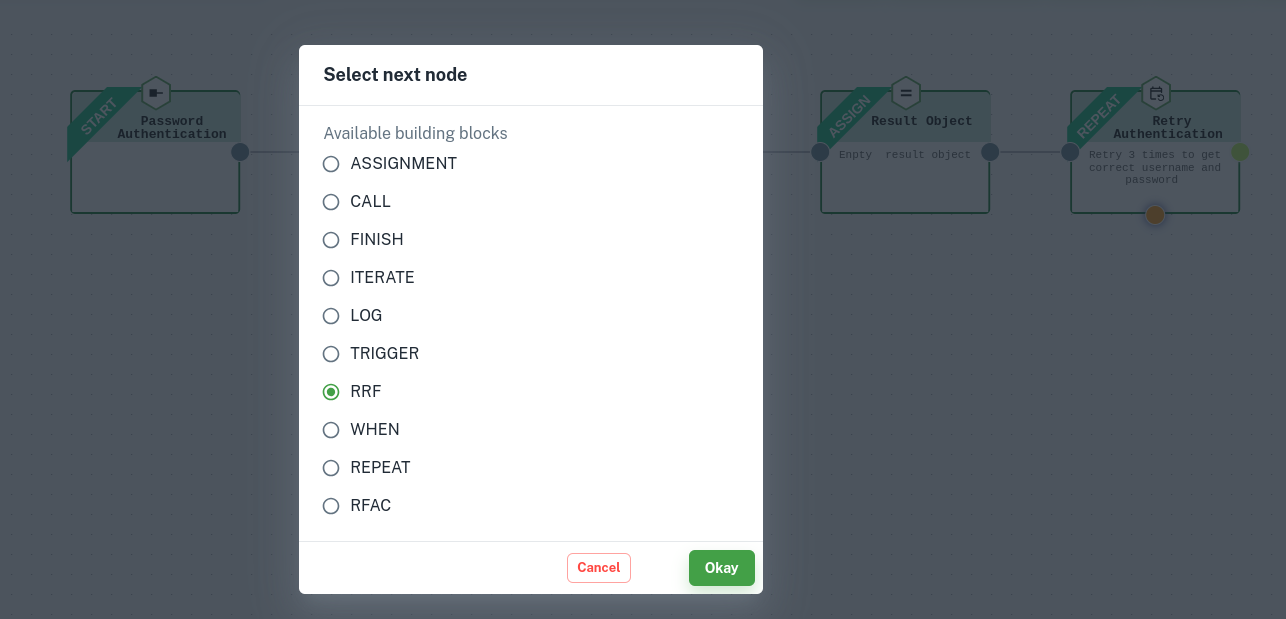 Select next node
Available building blocks
ASSIGNMENT
CALL
FINISH
ITERATE
LOG
TRIGGER
RRF
WHEN
REPEAT
RFAC
Cancel
Okay
START
Password
Authentication
ASSIGN
Result Object
Empty  result object
REPEAT
Retry
Authentication
Retry 3 times to get
correct username and
password